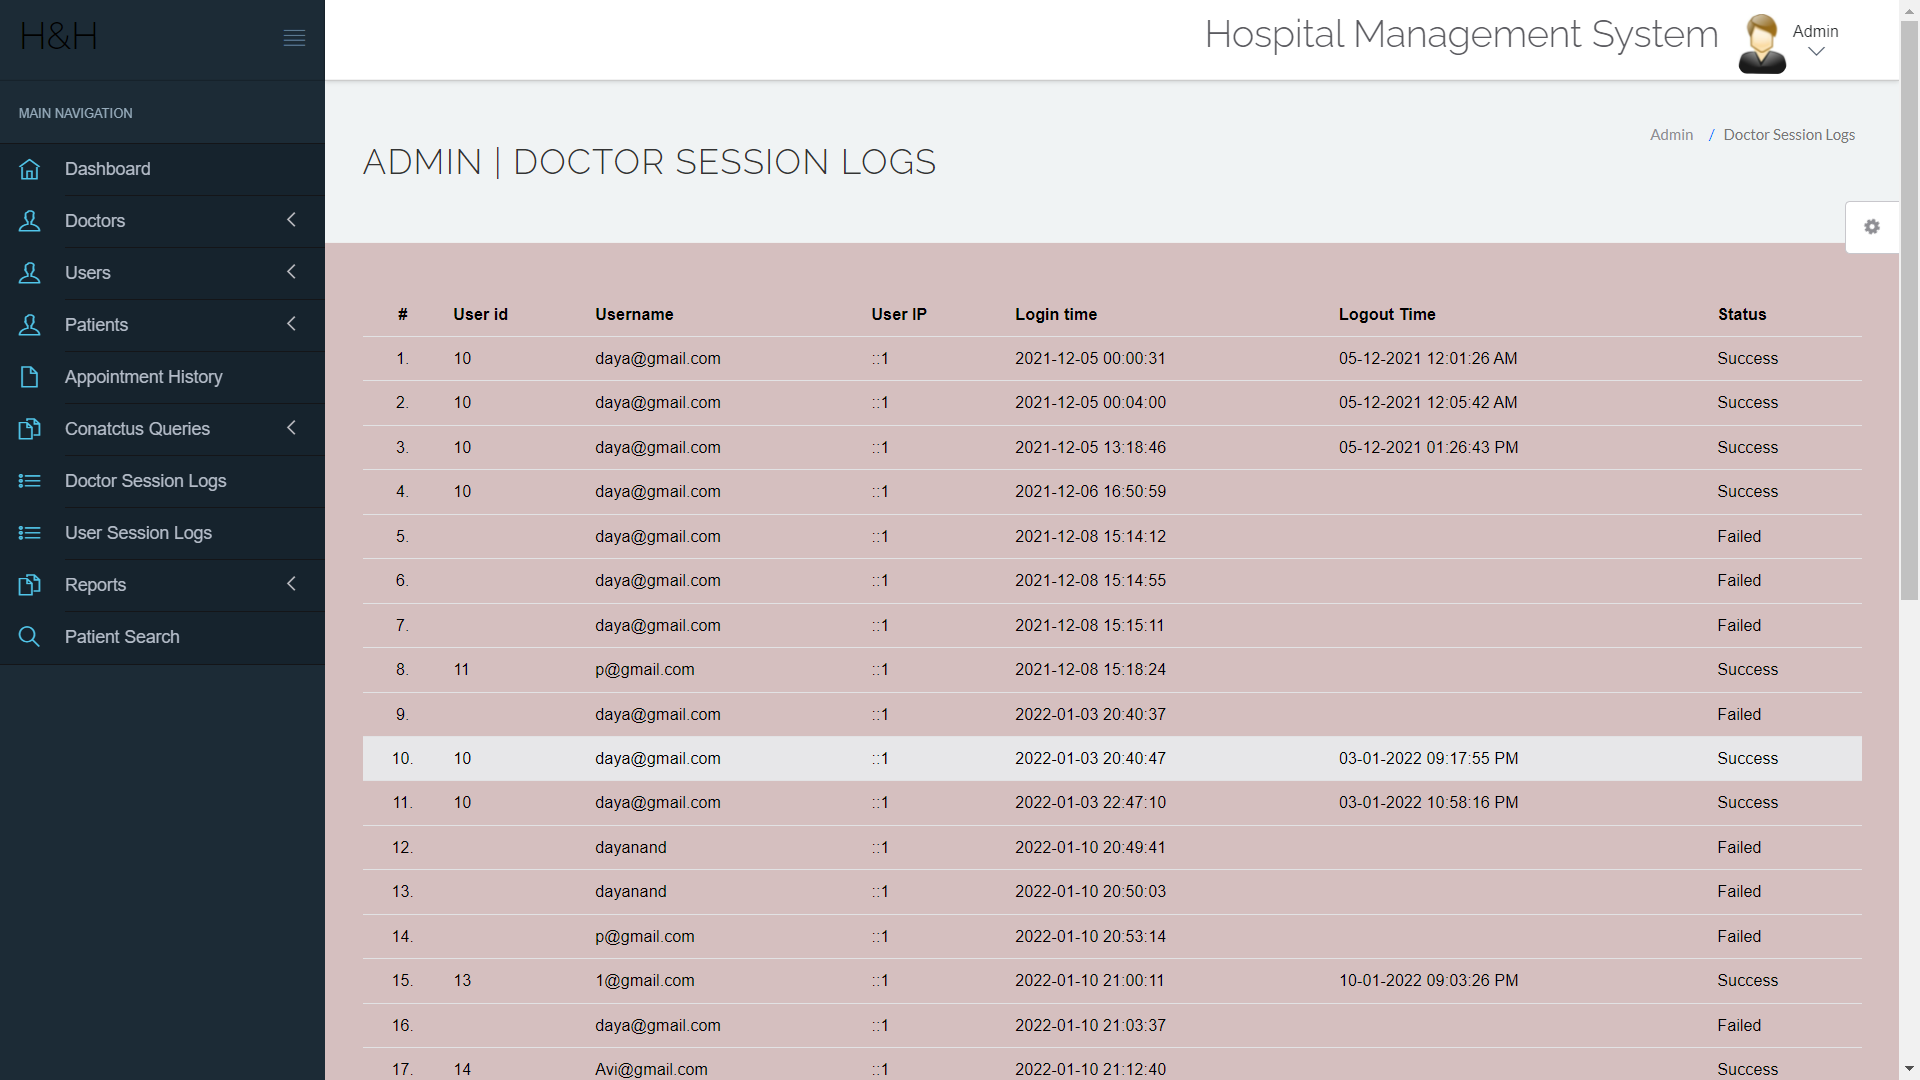 H&H
Hospital Management System
Admin
MAIN NAVIGATION
Dashboard
Doctors
Users
Patients
Appointment History
Conatctus Queries
Doctor Session Logs
User Session Logs
Reports
Patient Search
ADMIN | DOCTOR SESSION LOGS
Admin / Doctor Session Logs
# User id Username User IP Login time Logout Time Status
1. 10 daya@gmail.com ::1 2021-12-05 00:00:31 05-12-2021 12:01:26 AM Success
2. 10 daya@gmail.com ::1 2021-12-05 00:04:00 05-12-2021 12:05:42 AM Success
3. 10 daya@gmail.com ::1 2021-12-05 13:18:46 05-12-2021 01:26:43 PM Success
4. 10 daya@gmail.com ::1 2021-12-06 16:50:59 Success
5. daya@gmail.com ::1 2021-12-08 15:14:12 Failed
6. daya@gmail.com ::1 2021-12-08 15:14:55 Failed
7. daya@gmail.com ::1 2021-12-08 15:15:11 Failed
8. 11 p@gmail.com ::1 2021-12-08 15:18:24 Success
9. daya@gmail.com ::1 2022-01-03 20:40:37 Failed
10. 10 daya@gmail.com ::1 2022-01-03 20:40:47 03-01-2022 09:17:55 PM Success
11. 10 daya@gmail.com ::1 2022-01-03 22:47:10 03-01-2022 10:58:16 PM Success
12. dayanand ::1 2022-01-10 20:49:41 Failed
13. dayanand ::1 2022-01-10 20:50:03 Failed
14. p@gmail.com ::1 2022-01-10 20:53:14 Failed
15. 13 1@gmail.com ::1 2022-01-10 21:00:11 10-01-2022 09:03:26 PM Success
16. daya@gmail.com ::1 2022-01-10 21:03:37 Failed
17. 14 Avi@gmail.com ::1 2022-01-10 21:12:40 Success